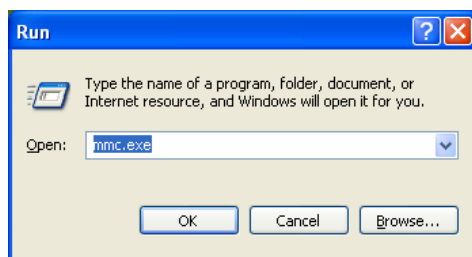 Run
Type the name of a program, folder, document, or
Internet resource, and Windows will open it for you.
Open: mmc.exe
OK Cancel Browse...